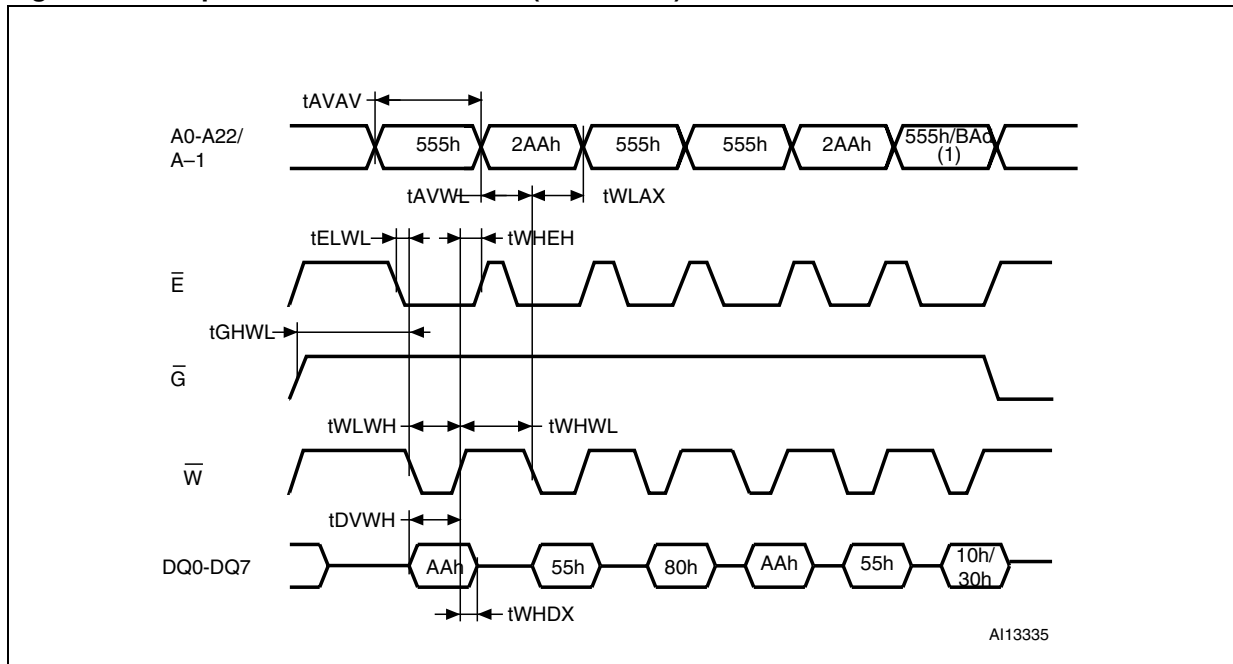 tAVAV
A0-A22/
A–1
555h
2AAh
555h
555h
2AAh
555h/BAd
(1)
tAVWL
tWLAX
tELWL
tWHEH
E
tGHWL
G
tWLWH
tWHWL
W
tDVWH
DQ0-DQ7
AAh
55h
80h
AAh
55h
10h/
30h
tWHDX
AI13335